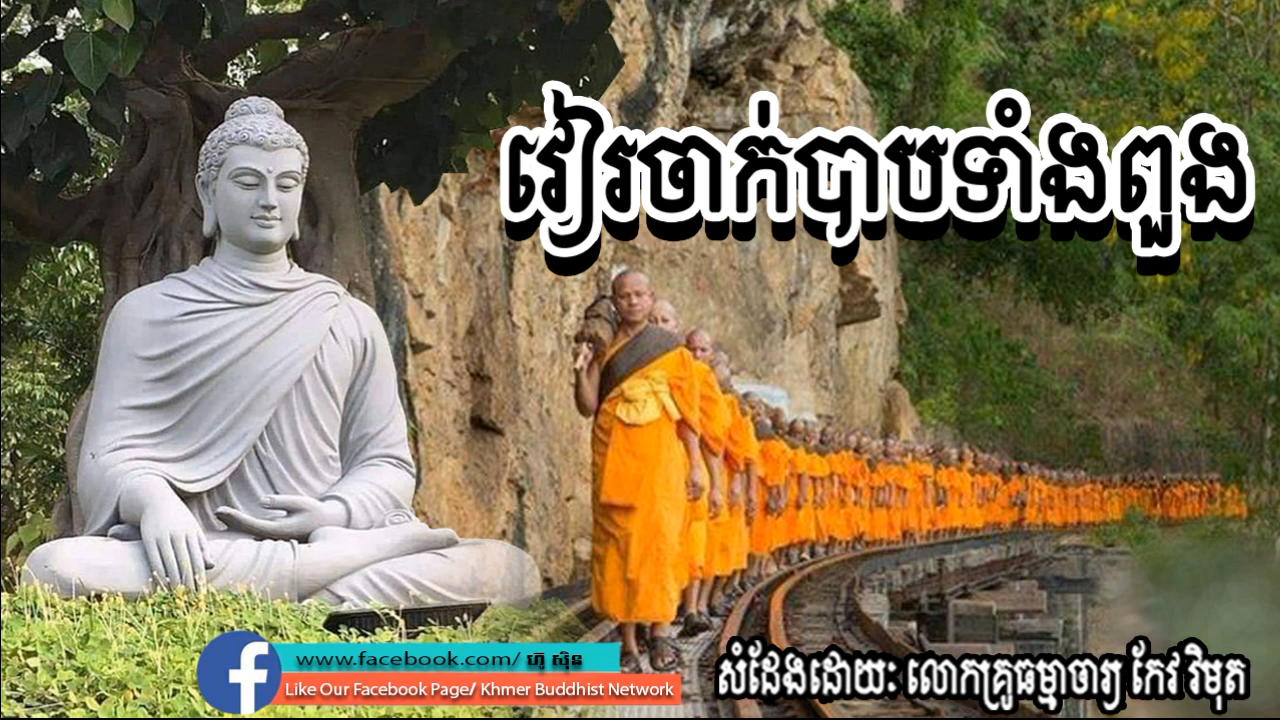 វៀរចាក់បាបទាំងពួង
www.facebook.com/ ហ៊ូ ស៊ិន
Like Our Facebook Page/ Khmer Buddhist Network
សំដែងដោយ: លោកគ្រូធម្មាចារ្យ កែវ វិមុត